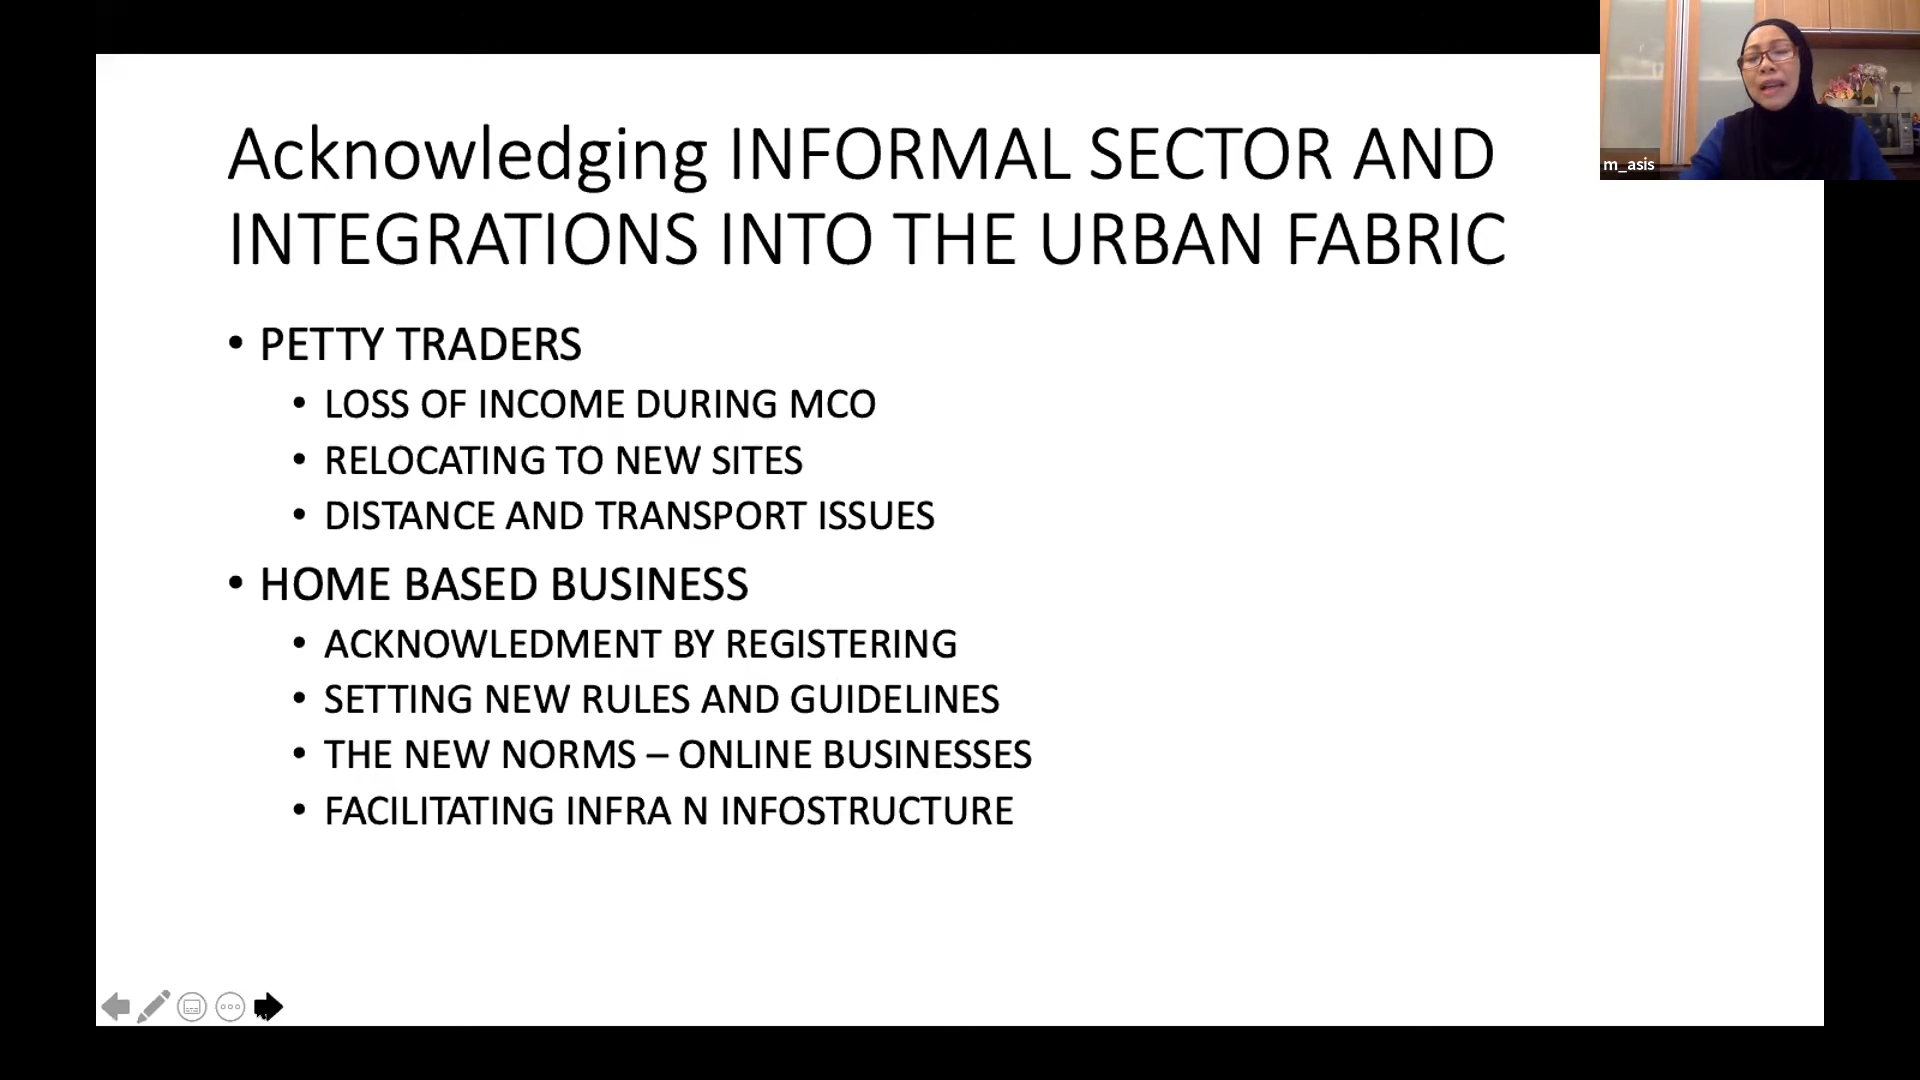 Acknowledging INFORMAL SECTOR AND
INTEGRATIONS INTO THE URBAN FABRIC
• PETTY TRADERS
• LOSS OF INCOME DURING MCO
• RELOCATING TO NEW SITES
• DISTANCE AND TRANSPORT ISSUES
• HOME BASED BUSINESS
• ACKNOWLEDMENT BY REGISTERING
• SETTING NEW RULES AND GUIDELINES
• THE NEW NORMS – ONLINE BUSINESSES
• FACILITATING INFRA N INFOSTRUCTURE
m_asis